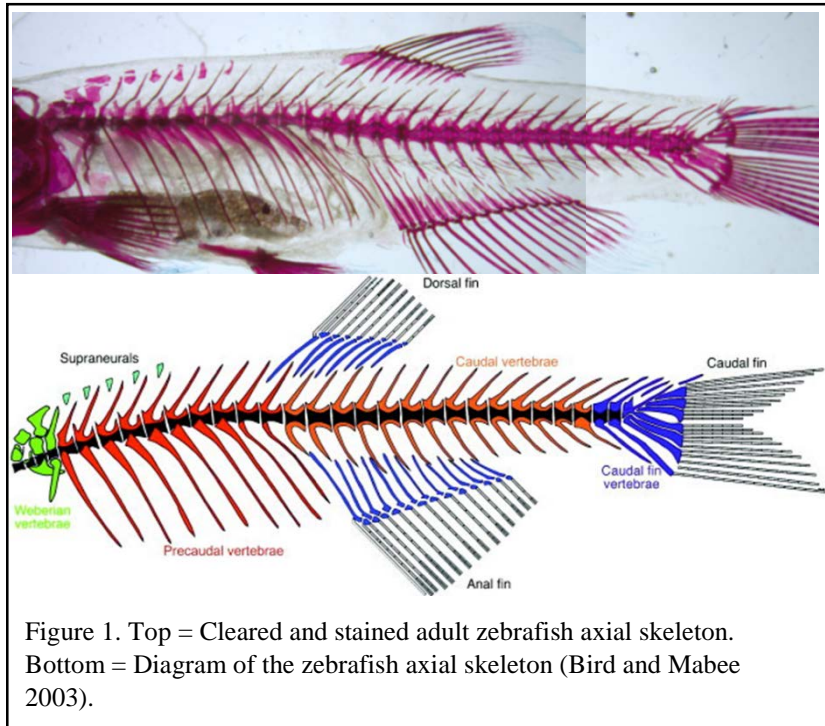 Dorsal fin
Supraneurals
Caudal vertebrae
Caudal fin
Weberian
vertebrae
Precaudal vertebrae
Caudal fin
vertebrae
Anal fin
Figure 1. Top = Cleared and stained adult zebrafish axial skeleton.
Bottom = Diagram of the zebrafish axial skeleton (Bird and Mabee
2003).